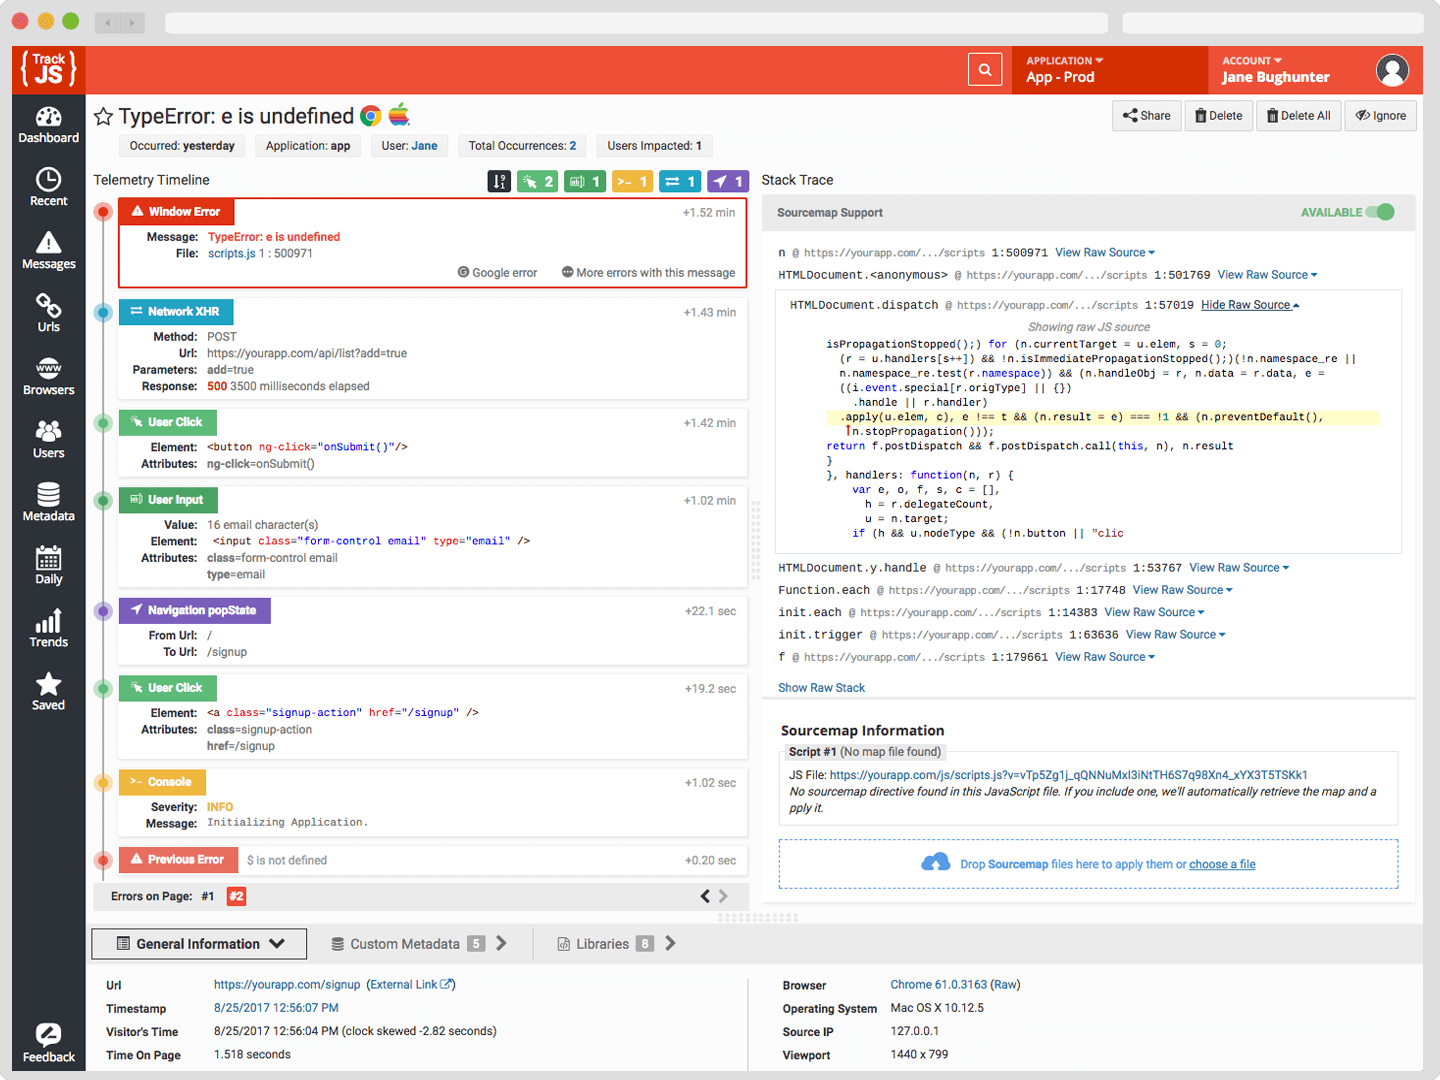 Track
JS
APPLICATION
App - Prod
ACCOUNT
Jane Bughunter
Dashboard
Recent
Messages
Urls
WWW
Browsers
Users
Metadata
Daily
Trends
Saved
Feedback
TypeError: e is undefined
Share
Delete
Delete All
Ignore
Occurred: yesterday
Application: app
User: Jane
Total Occurrences: 2
Users Impacted: 1
Telemetry Timeline
2
1
>- 1
1
1
Window Error
+1.52 min
Message: TypeError: e is undefined
File: scripts.js 1 : 500971
Google error
More errors with this message
Network XHR
+1.43 min
Method: POST
Url: https://yourapp.com/api/list?add=true
Parameters: add=true
Response: 500 3500 milliseconds elapsed
User Click
+1.42 min
Element: <button ng-click="onSubmit()"/>
Attributes: ng-click=onSubmit()
User Input
+1.02 min
Value: 16 email character(s)
Element: <input class="form-control email" type="email" />
Attributes: class=form-control email
type=email
Navigation popState
+22.1 sec
From Url: /
To Url: /signup
User Click
+19.2 sec
Element: <a class="signup-action" href="/signup" />
Attributes: class=signup-action
href=/signup
>- Console
+1.02 sec
Severity: INFO
Message: Initializing Application.
Previous Error
$ is not defined
+0.20 sec
Errors on Page: #1 #2
Stack Trace
Sourcemap Support
AVAILABLE
n @ https://yourapp.com/.../scripts 1:500971 View Raw Source
HTMLDocument.<anonymous> @ https://yourapp.com/.../scripts 1:501769 View Raw Source
HTMLDocument.dispatch @ https://yourapp.com/.../scripts 1:57019 Hide Raw Source
Showing raw JS source
isPropagationStopped();) for (n.currentTarget = u.elem, s = 0;
(r = u.handlers[s++]) && !n.isImmediatePropagationStopped();)(!n.namespace_re ||
n.namespace_re.test(r.namespace)) && (n.handleObj = r, n.data = r.data, e =
((i.event.special[r.origType] || {})
.handle || r.handler)
.apply(u.elem, c), e !== t && (n.result = e) === !1 && (n.preventDefault(),
n.stopPropagation()));
return f.postDispatch && f.postDispatch.call(this, n), n.result
}
}, handlers: function(n, r) {
var e, o, f, s, c = [],
h = r.delegateCount,
u = n.target;
if (h && u.nodeType && (!n.button || "clic
HTMLDocument.y.handle @ https://yourapp.com/.../scripts 1:53767 View Raw Source
Function.each @ https://yourapp.com/.../scripts 1:17748 View Raw Source
init.each @ https://yourapp.com/.../scripts 1:14383 View Raw Source
init.trigger @ https://yourapp.com/.../scripts 1:63636 View Raw Source
f @ https://yourapp.com/.../scripts 1:179661 View Raw Source
Show Raw Stack
Sourcemap Information
Script #1 (No map file found)
JS File: https://yourapp.com/js/scripts.js?v=vTp5Zg1j_qQNNuMxI3iNtTH6S7q98Xn4_xYX3T5TSKk1
No sourcemap directive found in this JavaScript file. If you include one, we'll automatically retrieve the map and a
pply it.
Drop Sourcemap files here to apply them or choose a file
General Information
Custom Metadata 5
Libraries 8
Url https://yourapp.com/signup (External Link)
Timestamp 8/25/2017 12:56:07 PM
Visitor's Time 8/25/2017 12:56:04 PM (clock skewed -2.82 seconds)
Time On Page 1.518 seconds
Browser Chrome 61.0.3163 (Raw)
Operating System Mac OS X 10.12.5
Source IP 127.0.0.1
Viewport 1440 x 799